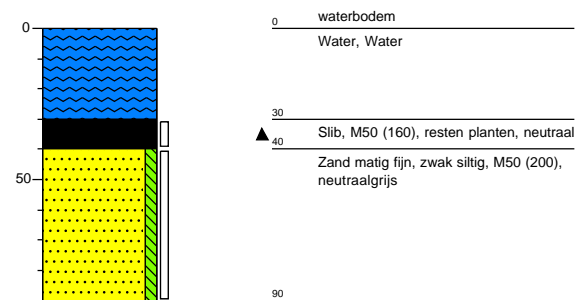 waterbodem
0
0
Water, Water
30
Slib, M50 (160), resten planten, neutraal
40
Zand matig fijn, zwak siltig, M50 (200),
neutraalgrijs
50
90